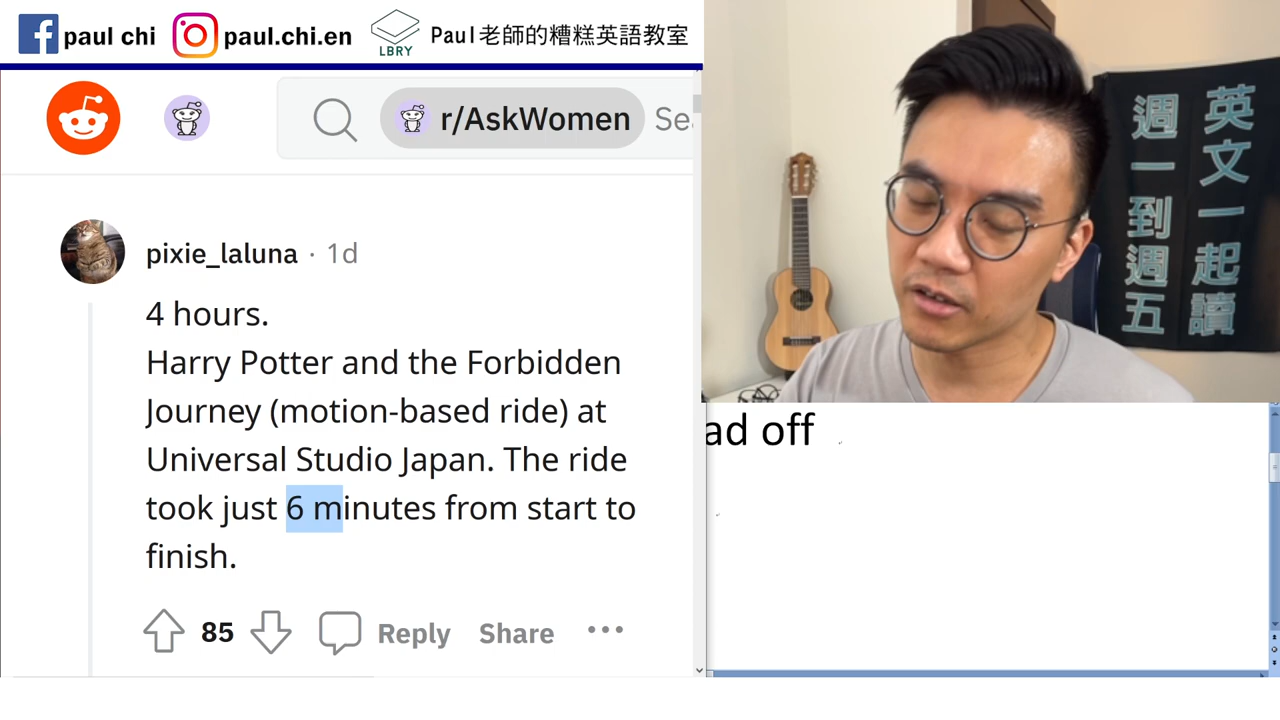 paul chi
paul.chi.en
LBRY
Paul老師的糟糕英語教室
r/AskWomen
Sea
pixie_laluna · 1d
4 hours.
Harry Potter and the Forbidden
Journey (motion-based ride) at
Universal Studio Japan. The ride
took just 6 minutes from start to
finish.
85
Reply
Share
ad off
英文一起讀
週一到週五